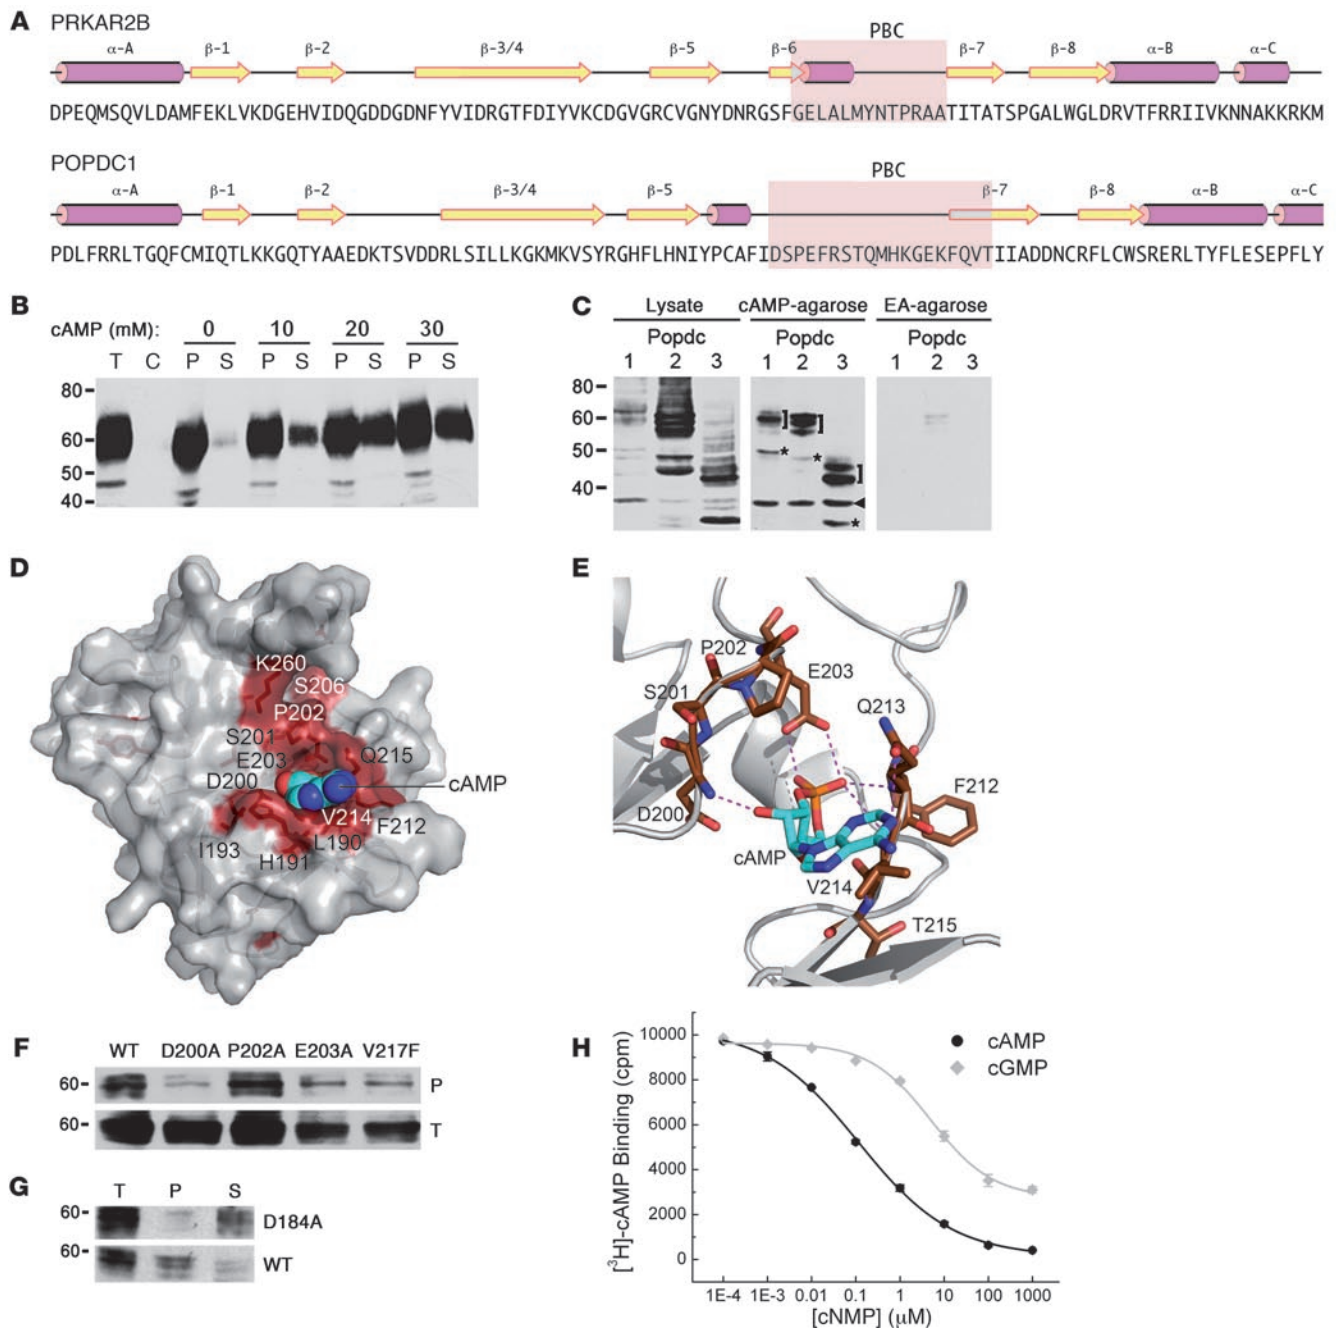 A
PRKAR2B
PBC
α-A β-1 β-2 β-3/4 β-5 β-6 β-7 β-8 α-B α-C
DPEQMSQVLDAMFEKLVKDGEHVIDQGDDGDNFYVIDRGTFDIYVKCDGVGRCVGNYDNRGSFGELALMYNTPRAATITATSPGALWGLDRVTFRRIIVKNNAKKRKM
POPDC1
PBC
α-A β-1 β-2 β-3/4 β-5 β-7 β-8 α-B α-C
PDLFRRLTGQFCMIQTLKKGQTYAAEDKTSVDDRLSILLKGKMKVSYRGHFLHNIYPCAFIDSPEFRSTQMHKGEKFQVTIIADDNCRFLCWSRERLTYFLESEPFLY
B
cAMP (mM): 0 10 20 30
T C P S P S P S P S
80
60
50
40
C
Lysate cAMP-agarose EA-agarose
Popdc Popdc Popdc
1 2 3 1 2 3 1 2 3
80
60
50
40
*
*
*
D
K260
S206
P202
S201
E203
Q215
D200
cAMP
V214
F212
L190
I193
H191
E
P202
E203
S201
Q213
D200
F212
cAMP
V214
T215
F
WT D200A P202A E203A V217F
60 P
60 T
G
T P S
60 D184A
60 WT
H
cAMP
cGMP
[³H]-cAMP Binding (cpm)
10000
8000
6000
4000
2000
0
1E-4 1E-3 0.01 0.1 1 10 100 1000
[cNMP] (µM)